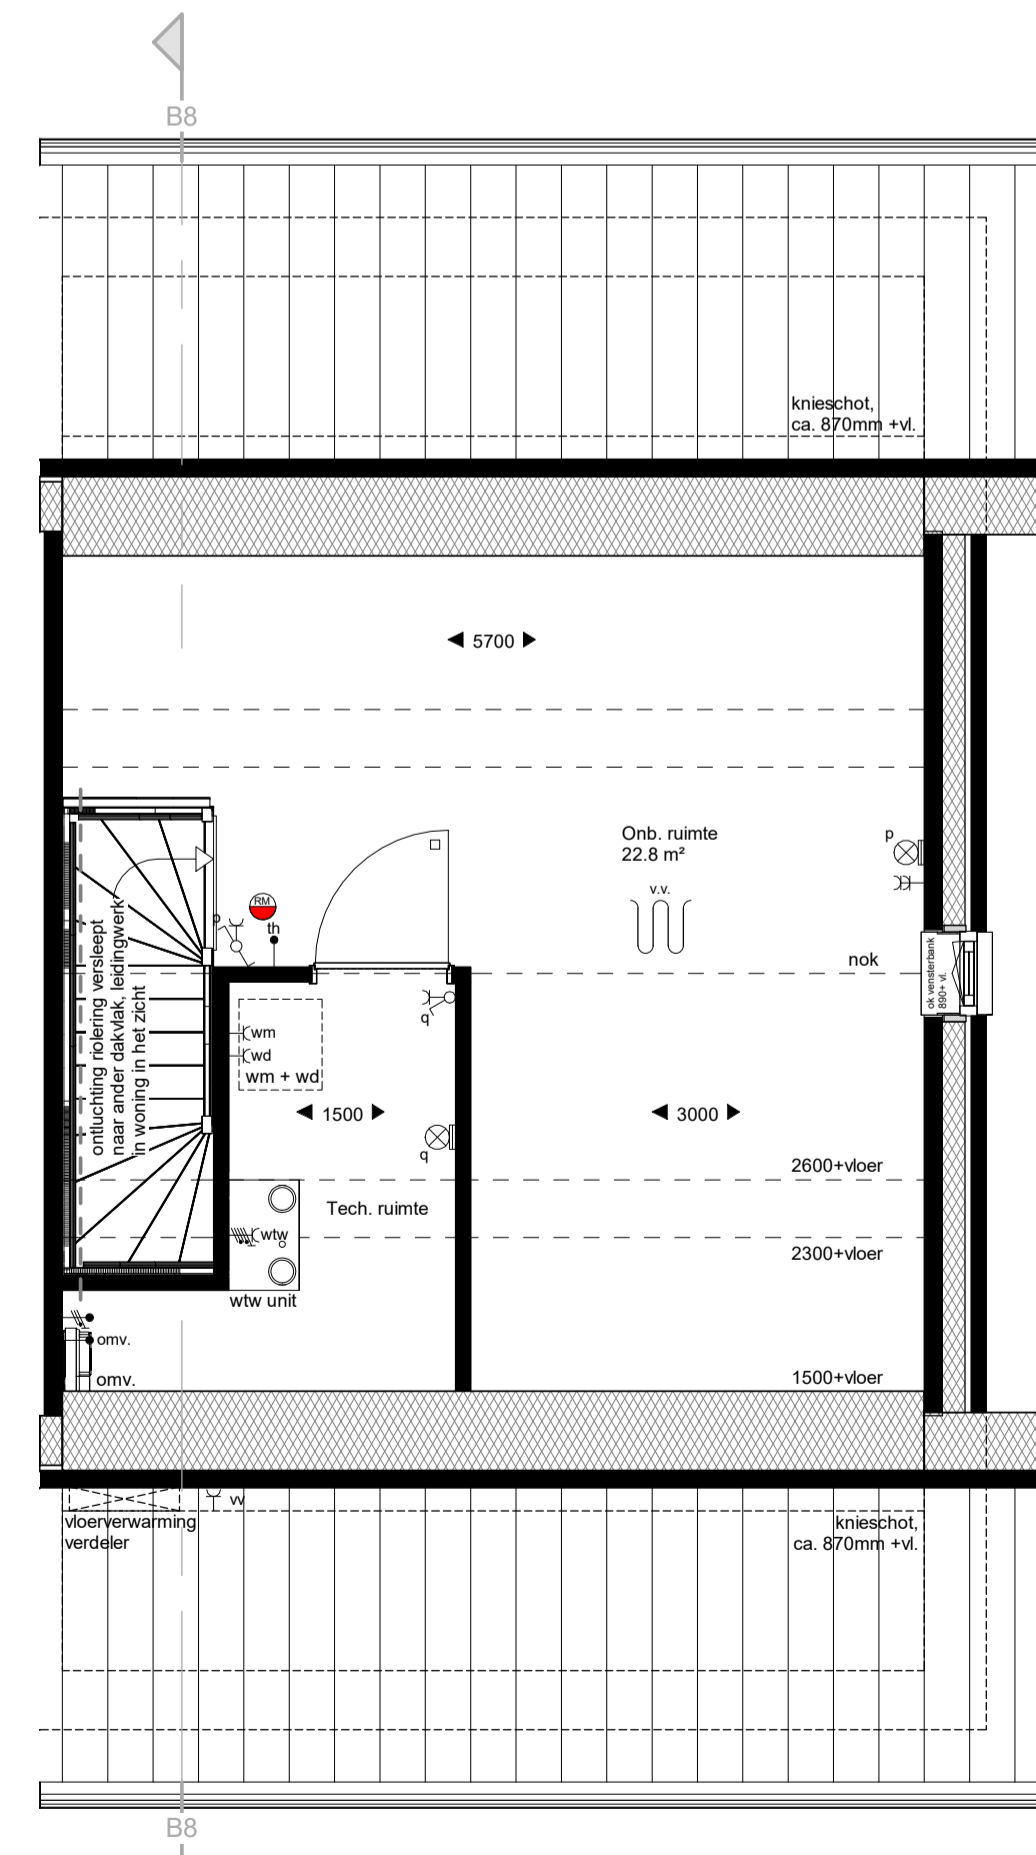 B8
knieschot,
ca. 870mm +vl.
5700
Onb. ruimte
22.8 m²
v.v.
p
RM
p
th
nok
ok vensterbank
890+ vl.
ontluchting riolering versleept
naar ander dakvlak, leidingwerk
in woning in het zicht
q
wm
wd
wm + wd
1500
3000
q
2600+vloer
Tech. ruimte
wtw
2300+vloer
wtw unit
omv.
omv.
1500+vloer
vv
vloerverwarming
verdeler
knieschot,
ca. 870mm +vl.
B8